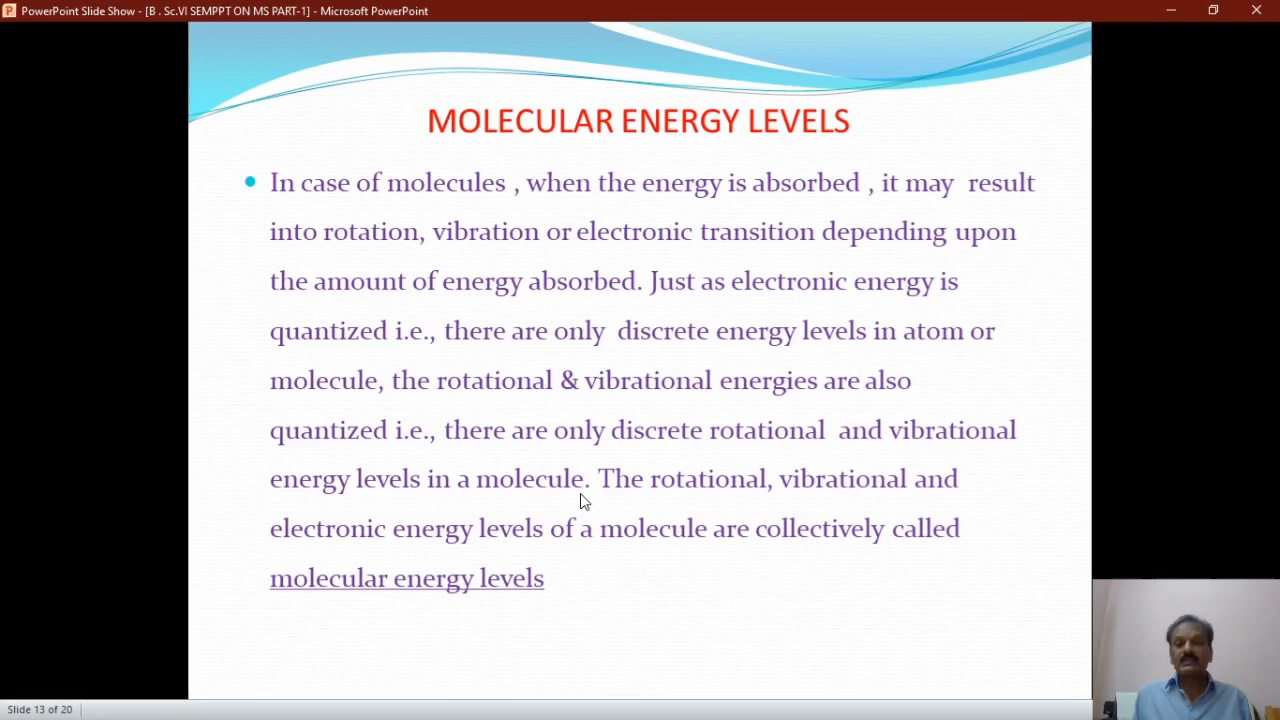 PowerPoint Slide Show - [B . Sc.VI SEMPPT ON MS PART-1] - Microsoft PowerPoint
MOLECULAR ENERGY LEVELS
In case of molecules , when the energy is absorbed , it may result
into rotation, vibration or electronic transition depending upon
the amount of energy absorbed. Just as electronic energy is
quantized i.e., there are only discrete energy levels in atom or
molecule, the rotational & vibrational energies are also
quantized i.e., there are only discrete rotational and vibrational
energy levels in a molecule. The rotational, vibrational and
electronic energy levels of a molecule are collectively called
molecular energy levels
Slide 13 of 20